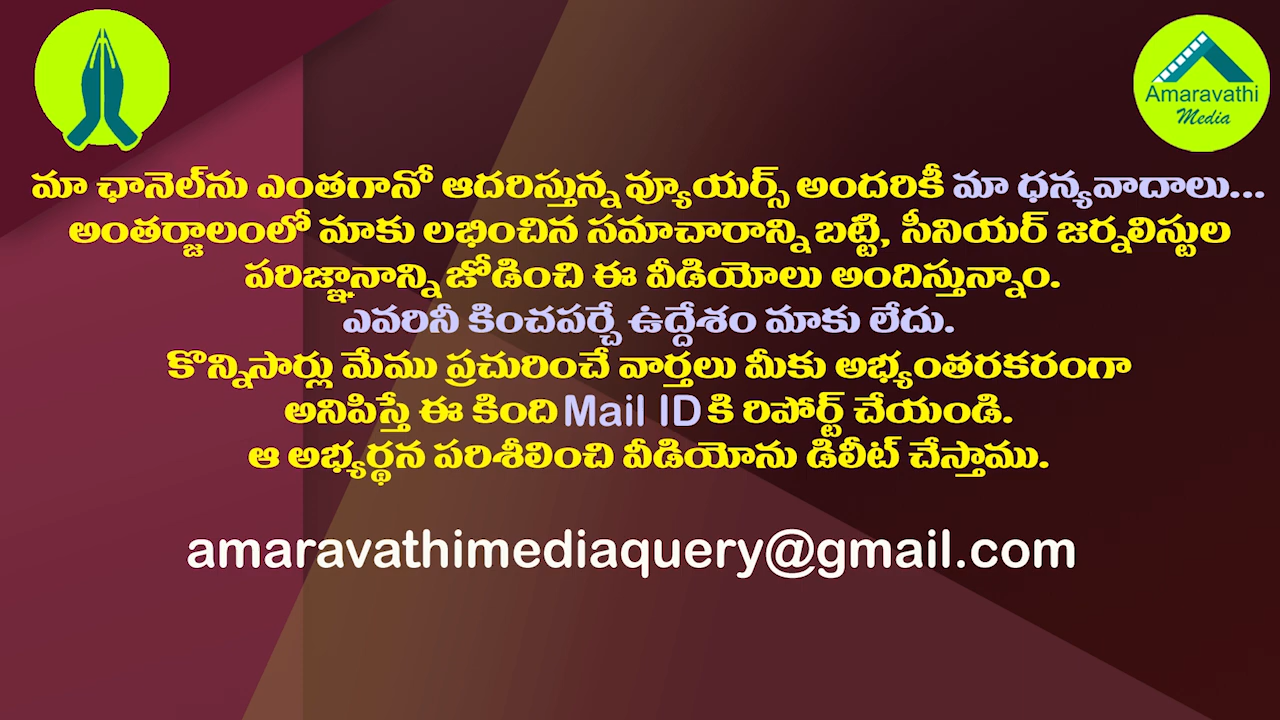 Amaravathi
Media
మా ఛానెల్‌ను ఎంతగానో ఆదరిస్తున్న వ్యూయర్స్ అందరికీ మా ధన్యవాదాలు...
అంతర్జాలంలో మాకు లభించిన సమాచారాన్ని బట్టి, సీనియర్ జర్నలిస్టుల
పరిజ్ఞానాన్ని జోడించి ఈ వీడియోలు అందిస్తున్నాం.
ఎవరినీ కించపర్చే ఉద్దేశం మాకు లేదు.
కొన్నిసార్లు మేము ప్రచురించే వార్తలు మీకు అభ్యంతరకరంగా
అనిపిస్తే ఈ కింది Mail ID కి రిపోర్ట్ చేయండి.
ఆ అభ్యర్థన పరిశీలించి వీడియోను డిలీట్ చేస్తాము.
amaravathimediaquery@gmail.com